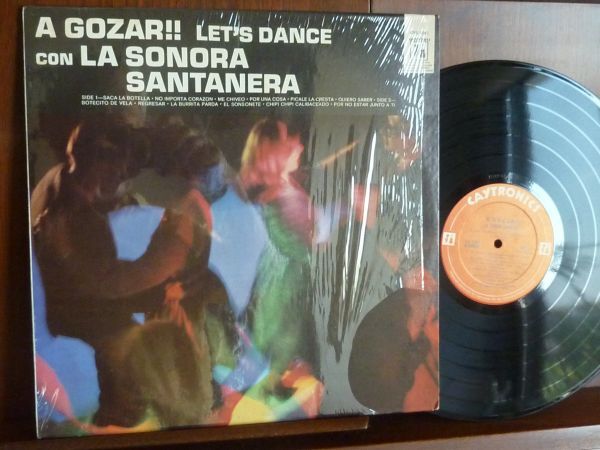 A GOZAR!! LET'S DANCE
CON LA SONORA
SANTANERA
SIDE 1—SACA LA BOTELLA • NO IMPORTA CORAZON • ME CHIVEO • POR UNA COSA • PICALE LA CRESTA • QUIERO SABER • SIDE 2—
BOTECITO DE VELA • REGRESAR • LA BURRITA PARDA • EL SONSONETE • CHIPI CHIPI CALIBACEADO • POR NO ESTAR JUNTO A TI
CAYTRONICS